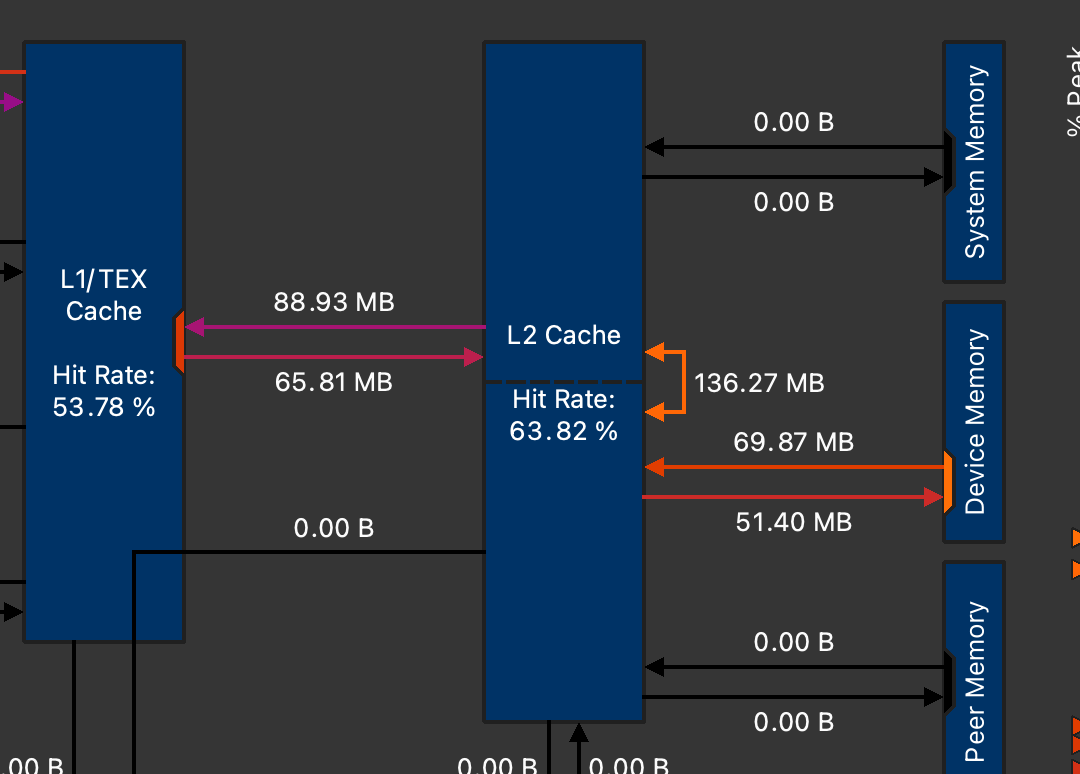 L1/TEX
Cache
Hit Rate:
53.78 %
88.93 MB
65.81 MB
0.00 B
L2 Cache
Hit Rate:
63.82 %
0.00 B
0.00 B
136.27 MB
69.87 MB
51.40 MB
0.00 B
0.00 B
System Memory
Device Memory
Peer Memory
% Peak
.00 B
0.00 B
0.00 B